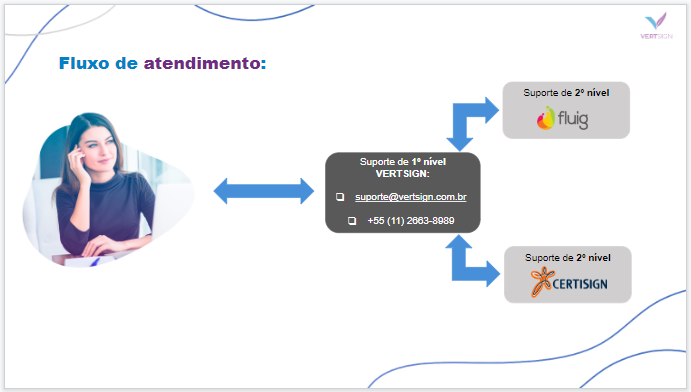 VERTSIGN
Fluxo de atendimento:
Suporte de 2º nível
fluig
Suporte de 1º nível
VERTSIGN:
suporte@vertsign.com.br
+55 (11) 2663-8989
Suporte de 2º nível
CERTISIGN